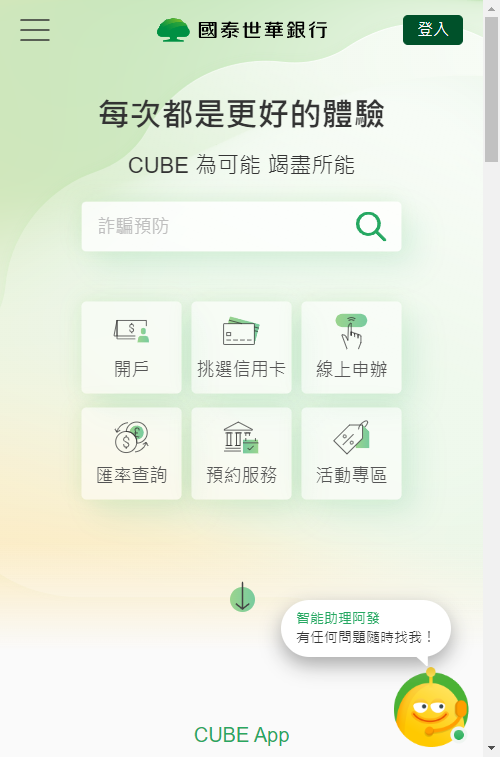 國泰世華銀行
登入
每次都是更好的體驗
CUBE 為可能 竭盡所能
詐騙預防
開戶
挑選信用卡
線上申辦
匯率查詢
預約服務
活動專區
智能助理阿發
有任何問題隨時找我！
CUBE App